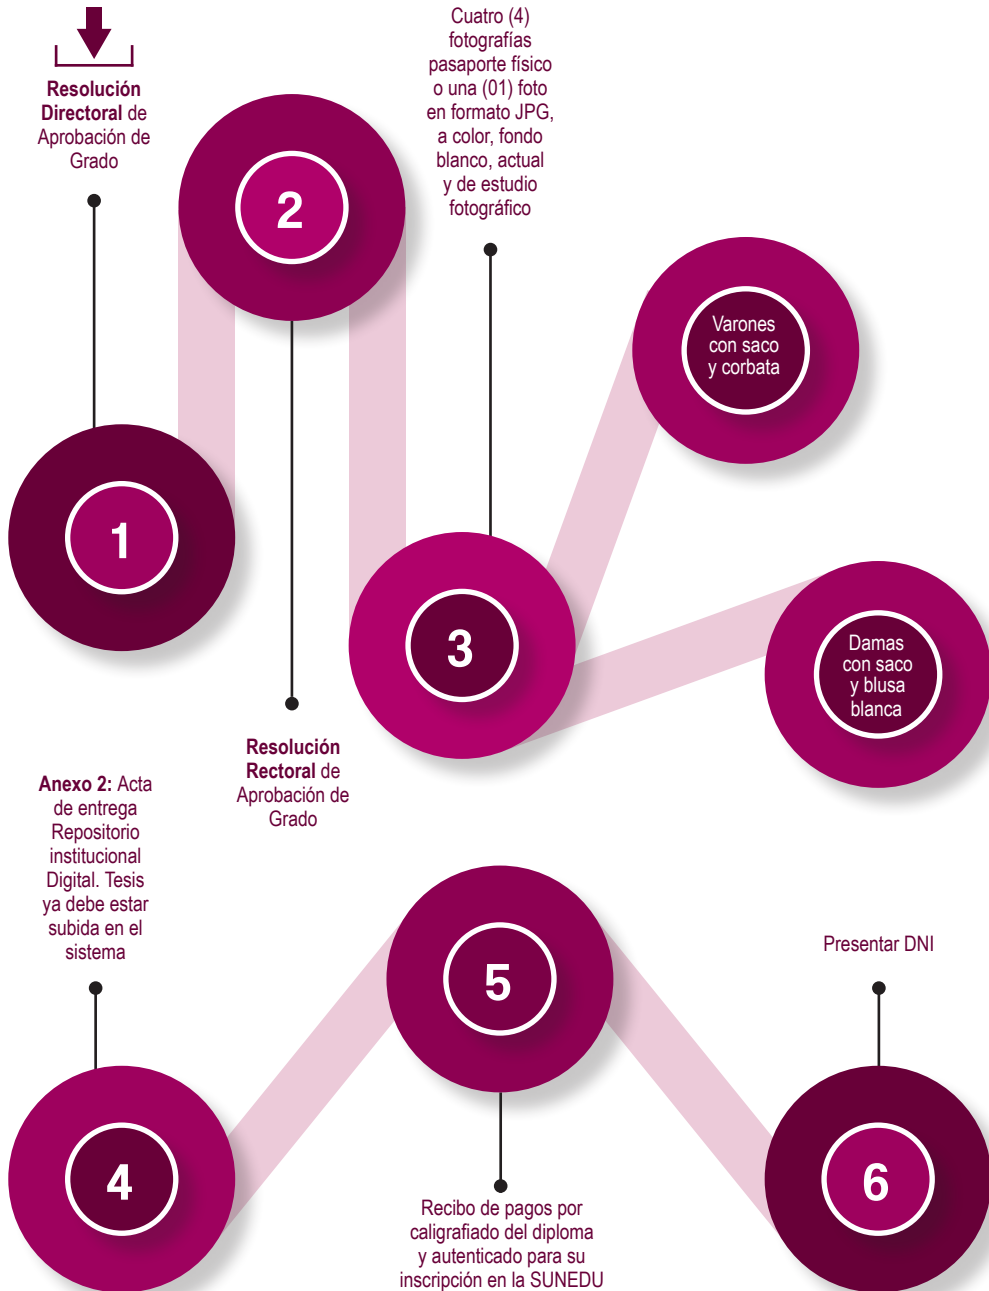 Resolución
Directoral de
Aprobación de
Grado
1
2
Resolución
Rectoral de
Aprobación de
Grado
Cuatro (4)
fotografías
pasaporte físico
o una (01) foto
en formato JPG,
a color, fondo
blanco, actual
y de estudio
fotográfico
3
Varones
con saco
y corbata
Damas
con saco
y blusa
blanca
Anexo 2: Acta
de entrega
Repositorio
institucional
Digital. Tesis
ya debe estar
subida en el
sistema
4
5
Recibo de pagos por
caligrafiado del diploma
y autenticado para su
inscripción en la SUNEDU
Presentar DNI
6